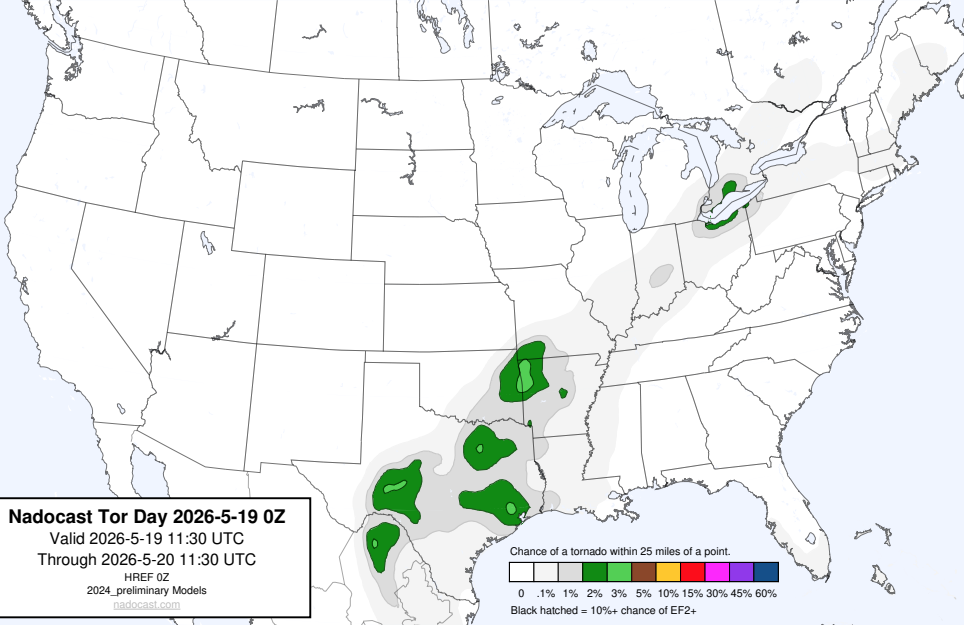 Nadocast Tor Day 2026-5-19 0Z
Valid 2026-5-19 11:30 UTC
Through 2026-5-20 11:30 UTC
HREF 0Z
2024_preliminary Models
nadocast.com
Chance of a tornado within 25 miles of a point.
0 .1% 1% 2% 3% 5% 10% 15% 30% 45% 60%
Black hatched = 10%+ chance of EF2+